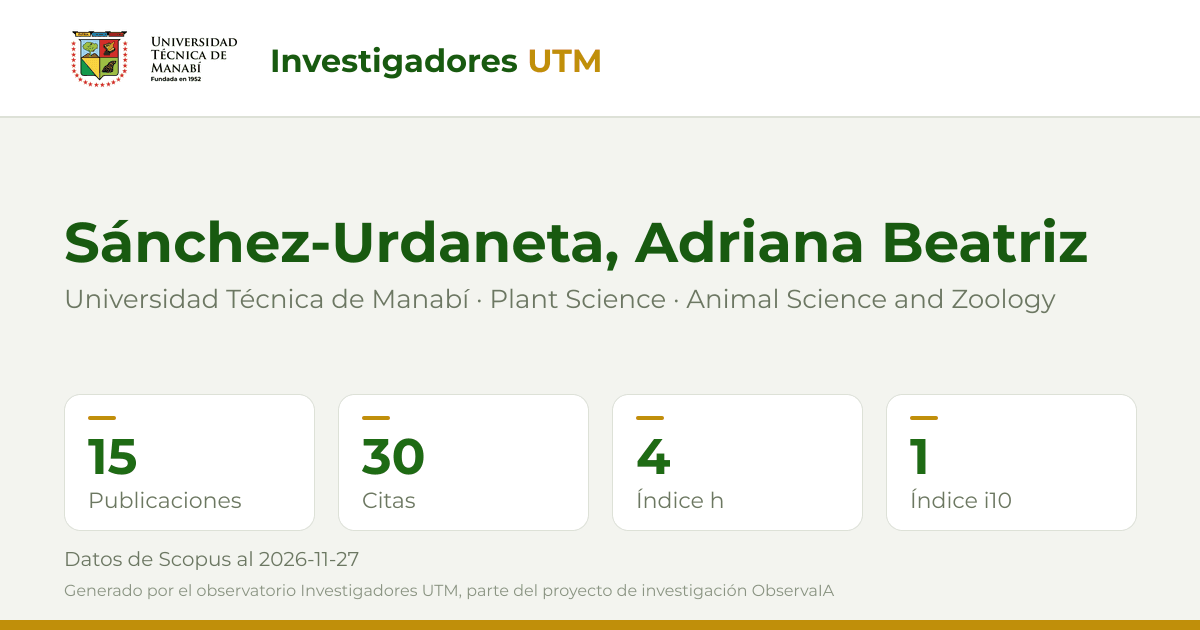 UNIVERSIDAD
TÉCNICA DE
MANABÍ
Fundada en 1952
Investigadores UTM
Sánchez-Urdaneta, Adriana Beatriz
Universidad Técnica de Manabí · Plant Science · Animal Science and Zoology
15
Publicaciones
30
Citas
4
Índice h
1
Índice i10
Datos de Scopus al 2026-11-27
Generado por el observatorio Investigadores UTM, parte del proyecto de investigación ObservaIA